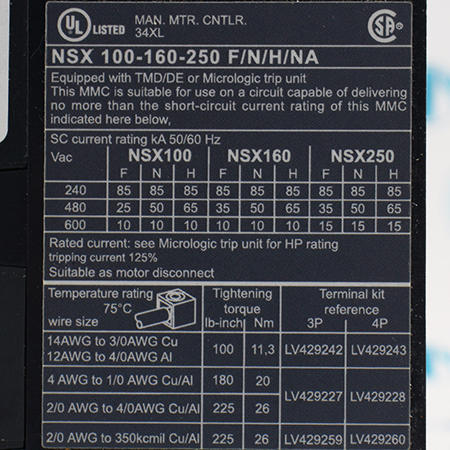 UL LISTED MAN. MTR. CNTLR. 34XL SA
NSX 100-160-250 F/N/H/NA
Equipped with TMD/DE or Micrologic trip unit
This MMC is suitable for use on a circuit capable of delivering
no more than the short-circuit current rating of this MMC
indicated here below,
SC current rating kA 50/60 Hz
Vac NSX100 NSX160 NSX250
F N H F N H F N H
240 85 85 85 85 85 85 85 85 85
480 25 50 65 35 50 65 35 50 65
600 10 10 10 10 10 10 15 15 15
Rated current: see Micrologic trip unit for HP rating
tripping current 125%
Suitable as motor disconnect
Temperature rating 75°C wire size Tightening torque Terminal kit reference
lb-inch Nm 3P 4P
14AWG to 3/0AWG Cu
12AWG to 4/0AWG Al 100 11,3 LV429242 LV429243
4 AWG to 1/0 AWG Cu/Al 180 20
LV429227 LV429228
2/0 AWG to 4/0AWG Cu/Al 225 26
2/0 AWG to 350kcmil Cu/Al 225 26 LV429259 LV429260